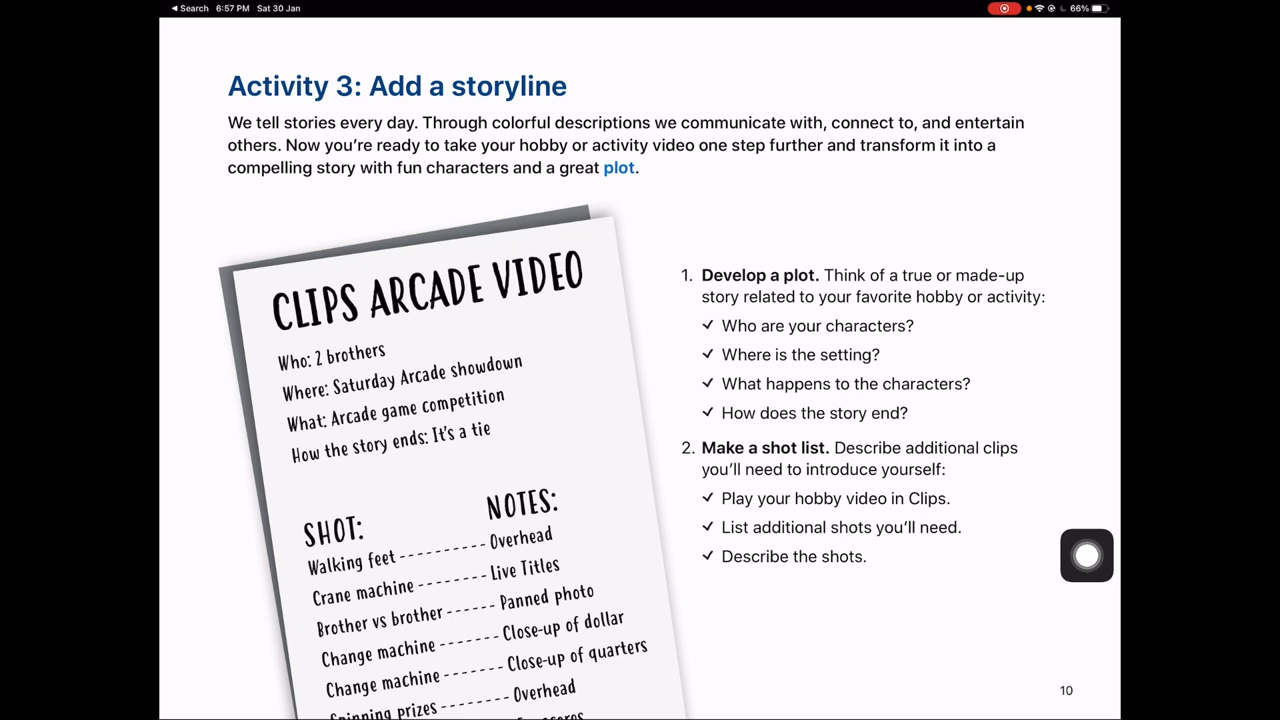 Search 6:57 PM Sat 30 Jan 66%
Activity 3: Add a storyline
We tell stories every day. Through colorful descriptions we communicate with, connect to, and entertain
others. Now you're ready to take your hobby or activity video one step further and transform it into a
compelling story with fun characters and a great plot.
CLIPS ARCADE VIDEO
Who: 2 brothers
Where: Saturday Arcade showdown
What: Arcade game competition
How the story ends: It's a tie
SHOT: NOTES:
Walking feet ---------- Overhead
Crane machine -------- Live Titles
Brother vs brother ------ Panned photo
Change machine ------- Close-up of dollar
Change machine ------- Close-up of quarters
Spinning prizes -------- Overhead
1. Develop a plot. Think of a true or made-up
story related to your favorite hobby or activity:
✓ Who are your characters?
✓ Where is the setting?
✓ What happens to the characters?
✓ How does the story end?
2. Make a shot list. Describe additional clips
you'll need to introduce yourself:
✓ Play your hobby video in Clips.
✓ List additional shots you'll need.
✓ Describe the shots.
10